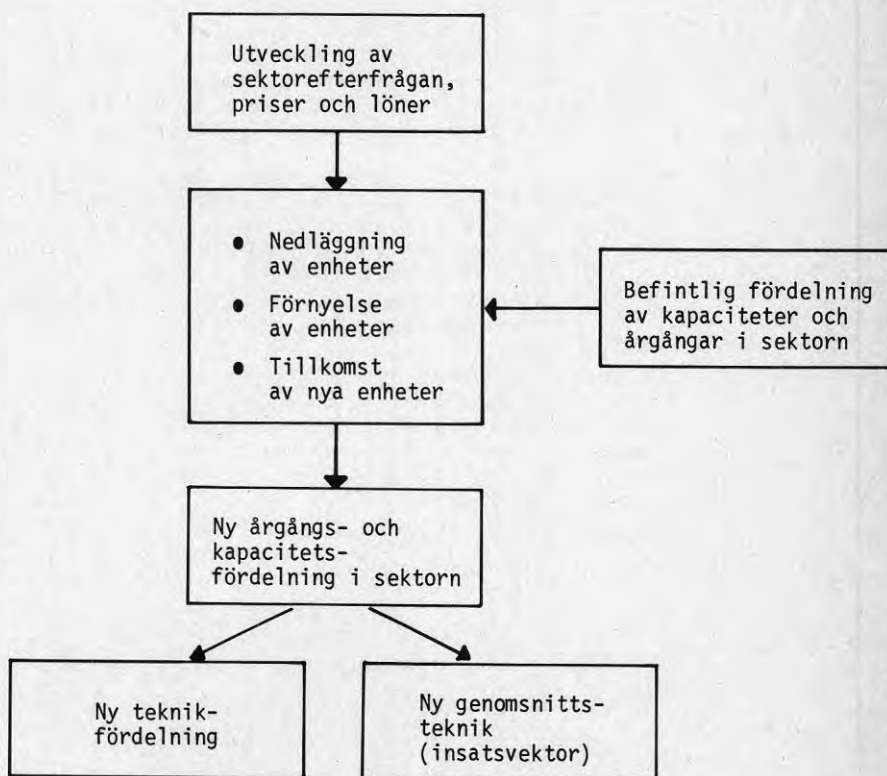 Utveckling av
sektorefterfrågan,
priser och löner
● Nedläggning
av enheter
● Förnyelse
av enheter
● Tillkomst
av nya enheter
Befintlig fördelning
av kapaciteter och
årgångar i sektorn
Ny årgångs- och
kapacitets-
fördelning i sektorn
Ny teknik-
fördelning
Ny genomsnitts-
teknik
(insatsvektor)